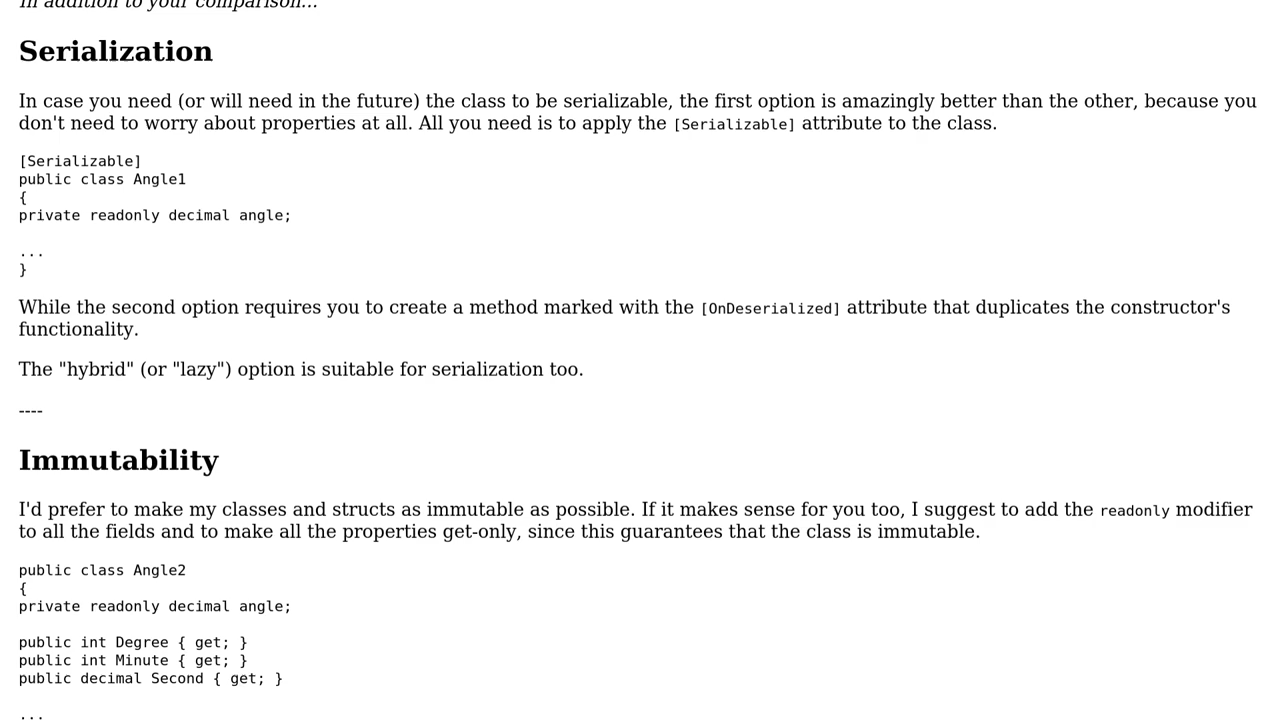 In addition to your comparison...
Serialization
In case you need (or will need in the future) the class to be serializable, the first option is amazingly better than the other, because you
don't need to worry about properties at all. All you need is to apply the [Serializable] attribute to the class.
[Serializable]
public class Angle1
{
private readonly decimal angle;
...
}
While the second option requires you to create a method marked with the [OnDeserialized] attribute that duplicates the constructor's
functionality.
The "hybrid" (or "lazy") option is suitable for serialization too.
----
Immutability
I'd prefer to make my classes and structs as immutable as possible. If it makes sense for you too, I suggest to add the readonly modifier
to all the fields and to make all the properties get-only, since this guarantees that the class is immutable.
public class Angle2
{
private readonly decimal angle;
public int Degree { get; }
public int Minute { get; }
public decimal Second { get; }
...